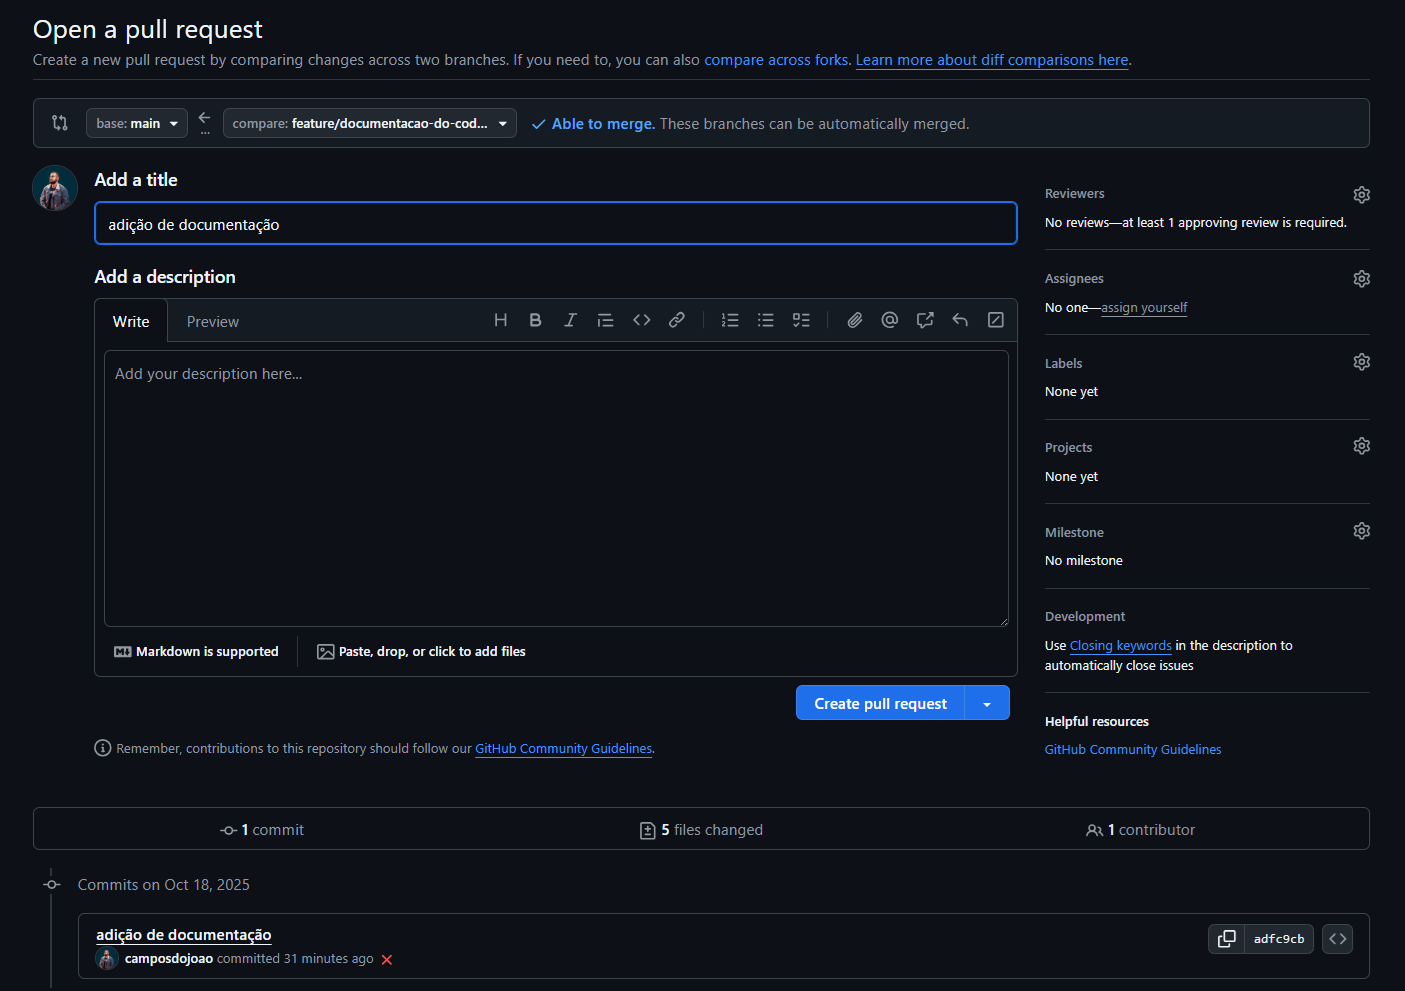 Open a pull request
Create a new pull request by comparing changes across two branches. If you need to, you can also compare across forks. Learn more about diff comparisons here.
base: main
compare: feature/documentacao-do-cod...
Able to merge. These branches can be automatically merged.
Add a title
adição de documentação
Add a description
Write
Preview
Add your description here...
Markdown is supported
Paste, drop, or click to add files
Create pull request
Remember, contributions to this repository should follow our GitHub Community Guidelines.
Reviewers
No reviews—at least 1 approving review is required.
Assignees
No one—assign yourself
Labels
None yet
Projects
None yet
Milestone
No milestone
Development
Use Closing keywords in the description to
automatically close issues
Helpful resources
GitHub Community Guidelines
1 commit
5 files changed
1 contributor
Commits on Oct 18, 2025
adição de documentação
camposdojoao committed 31 minutes ago
adfc9cb